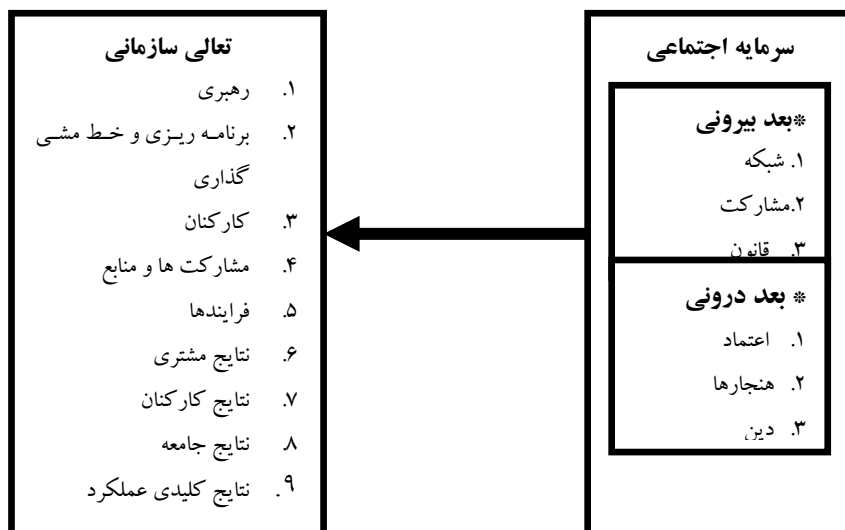 سرمایه اجتماعی
*بعد بیرونی
۱. شبکه
۲.مشارکت
۳. قانون
* بعد درونی
۱. اعتماد
۲. هنجارها
۳. دین
تعالی سازمانی
۱. رهبری
۲. برنامه ریزی و خط مشی
گذاری
۳. کارکنان
۴. مشارکت ها و منابع
۵. فرایندها
۶. نتایج مشتری
۷. نتایج کارکنان
۸. نتایج جامعه
۹. نتایج کلیدی عملکرد